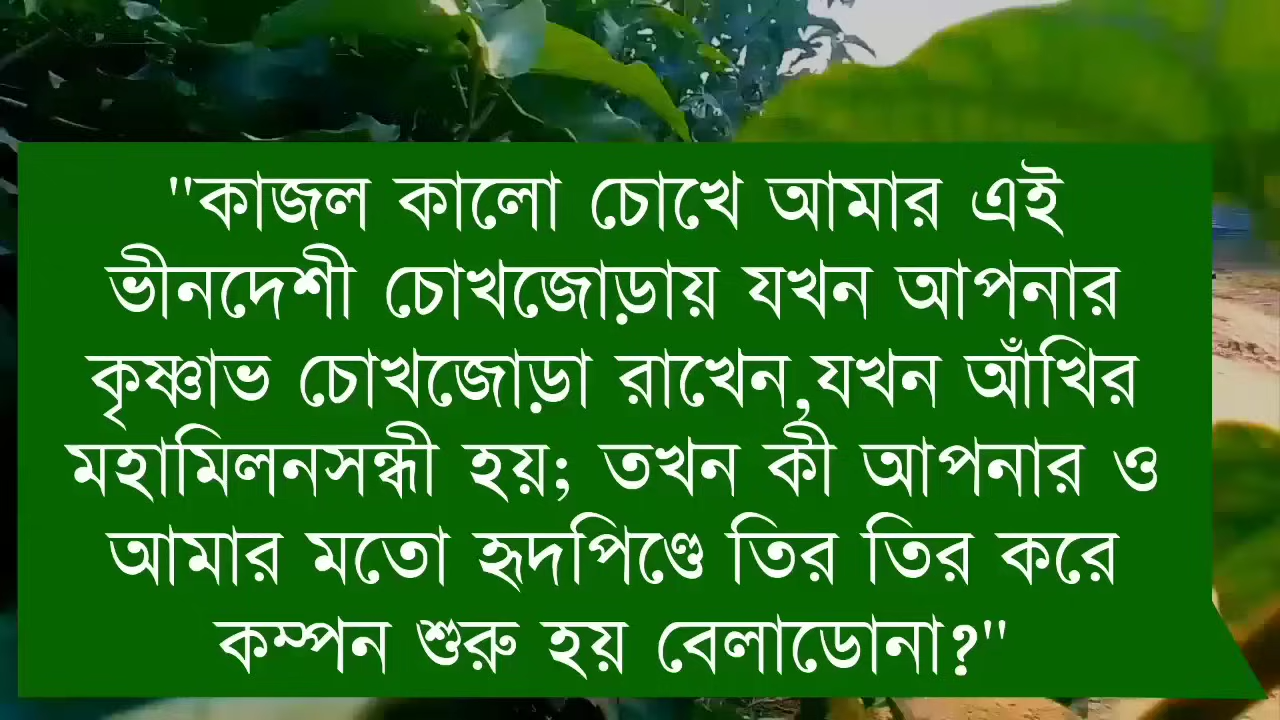 "কাজল কালো চোখে আমার এই
ভীনদেশী চোখজোড়ায় যখন আপনার
কৃষ্ণাভ চোখজোড়া রাখেন,যখন আঁখির
মহামিলনসন্ধী হয়; তখন কী আপনার ও
আমার মতো হৃদপিণ্ডে তির তির করে
কম্পন শুরু হয় বেলাডোনা?"